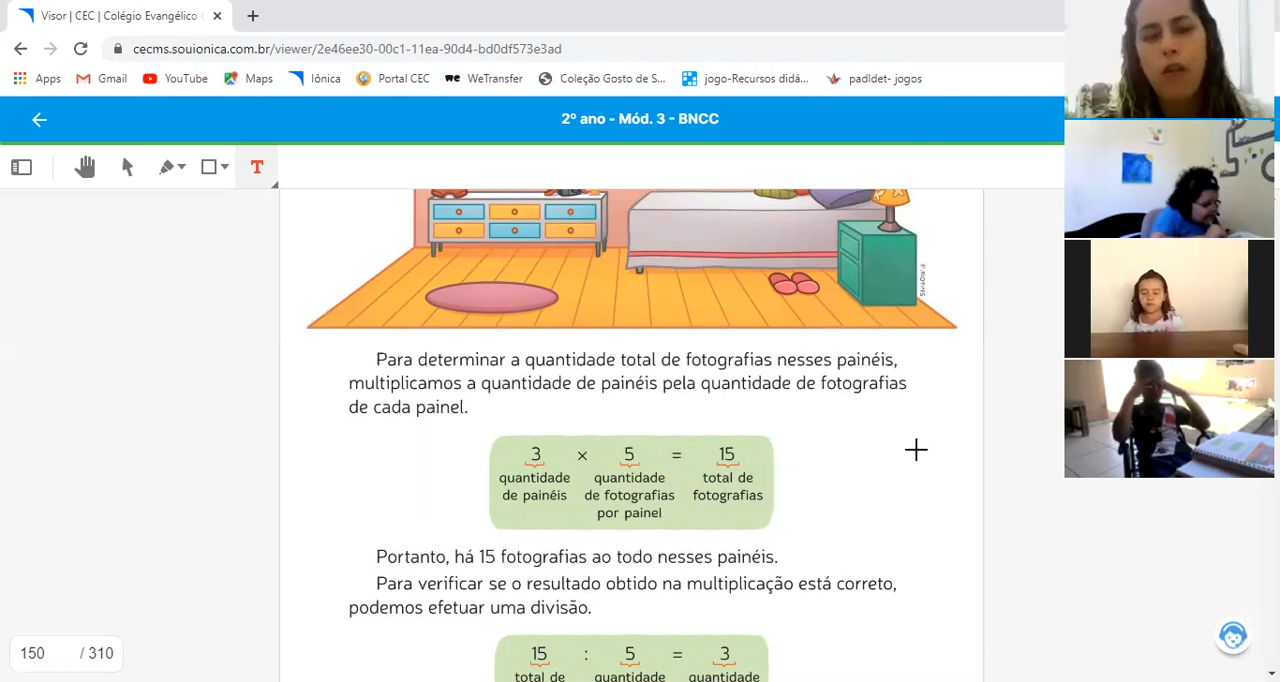 Visor | CEC | Colégio Evangélico
cecms.souionica.com.br/viewer/2e46ee30-00c1-11ea-90d4-bd0df573e3ad
Apps Gmail YouTube Maps Iônica Portal CEC WeTransfer Coleção Gosto de S... jogo-Recursos didá... padldet- jogos
2º ano - Mód. 3 - BNCC
T
Para determinar a quantidade total de fotografias nesses painéis,
multiplicamos a quantidade de painéis pela quantidade de fotografias
de cada painel.
3 × 5 = 15
quantidade quantidade total de
de painéis de fotografias fotografias
por painel
Portanto, há 15 fotografias ao todo nesses painéis.
Para verificar se o resultado obtido na multiplicação está correto,
podemos efetuar uma divisão.
15 : 5 = 3
total de quantidade quantidade
150 / 310